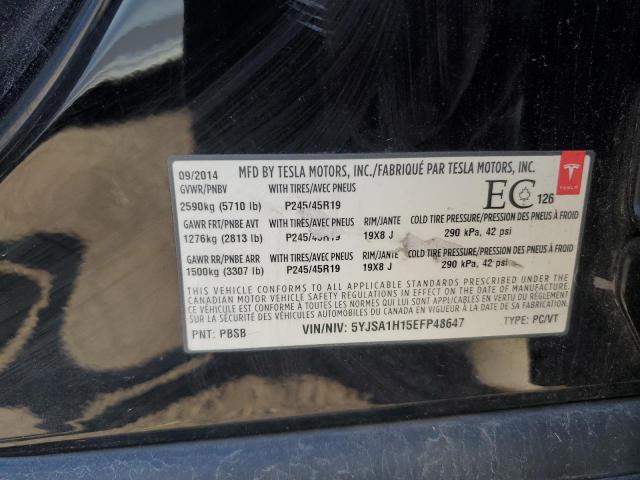 09/2014 MFD BY TESLA MOTORS, INC./FABRIQUÉ PAR TESLA MOTORS, INC.
TESLA
GVWR/PNBV WITH TIRES/AVEC PNEUS
2590kg (5710 lb) P245/45R19 EC 126
GAWR FRT/PNBE AVT WITH TIRES/AVEC PNEUS RIM/JANTE COLD TIRE PRESSURE/PRESSION DES PNEUS À FROID
1276kg (2813 lb) P245/45R19 19X8 J 290 kPa, 42 psi
GAWR RR/PNBE ARR WITH TIRES/AVEC PNEUS RIM/JANTE COLD TIRE PRESSURE/PRESSION DES PNEUS À FROID
1500kg (3307 lb) P245/45R19 19X8 J 290 kPa, 42 psi
THIS VEHICLE CONFORMS TO ALL APPLICABLE STANDARDS PRESCRIBED UNDER THE
CANADIAN MOTOR VEHICLE SAFETY REGULATIONS IN EFFECT ON THE DATE OF
MANUFACTURE. CE VÉHICULE EST CONFORME À TOUTES LES NORMES QUI LUI SONT
APPLICABLES EN VERTU DU RÈGLEMENT SUR LA
SÉCURITÉ DES VÉHICULES AUTOMOBILES DU CANADA EN VIGUEUR À LA DATE DE SA FABRICATION.
PNT: PBSB VIN/NIV: 5YJSA1H15EFP48647 TYPE: PC/VT